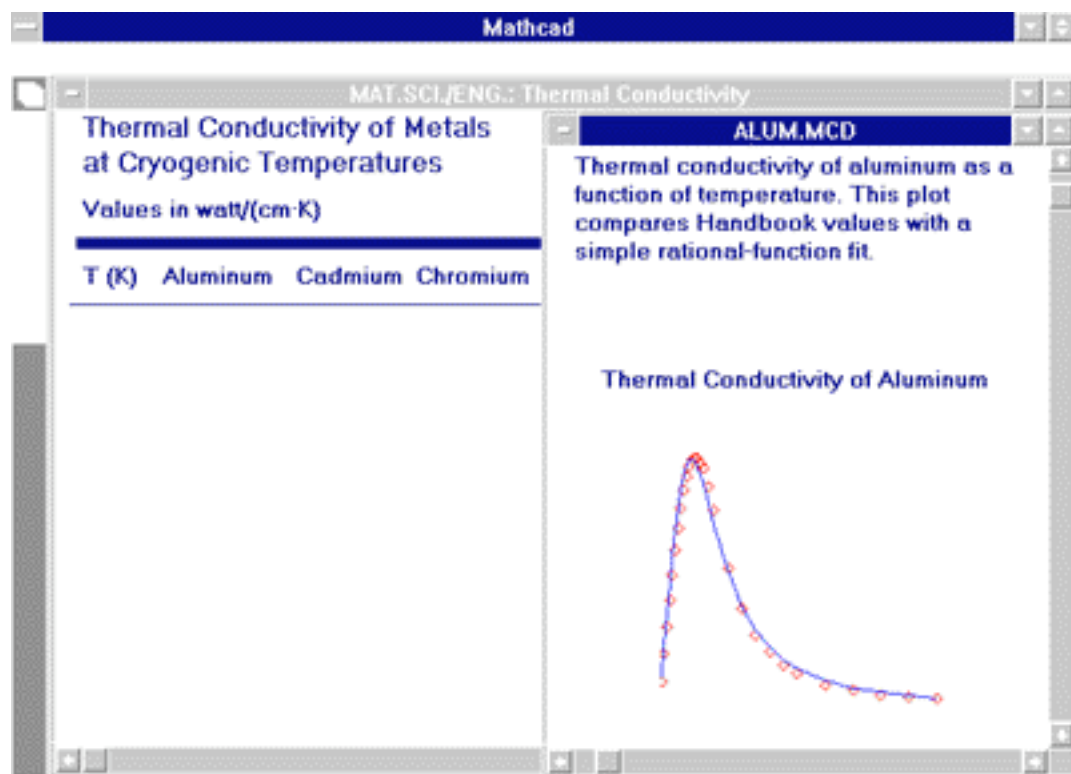 Mathcad
MAT.SCI./ENG.: Thermal Conductivity
Thermal Conductivity of Metals
at Cryogenic Temperatures
Values in watt/(cm·K)
T (K) Aluminum Cadmium Chromium
ALUM.MCD
Thermal conductivity of aluminum as a
function of temperature. This plot
compares Handbook values with a
simple rational-function fit.
Thermal Conductivity of Aluminum